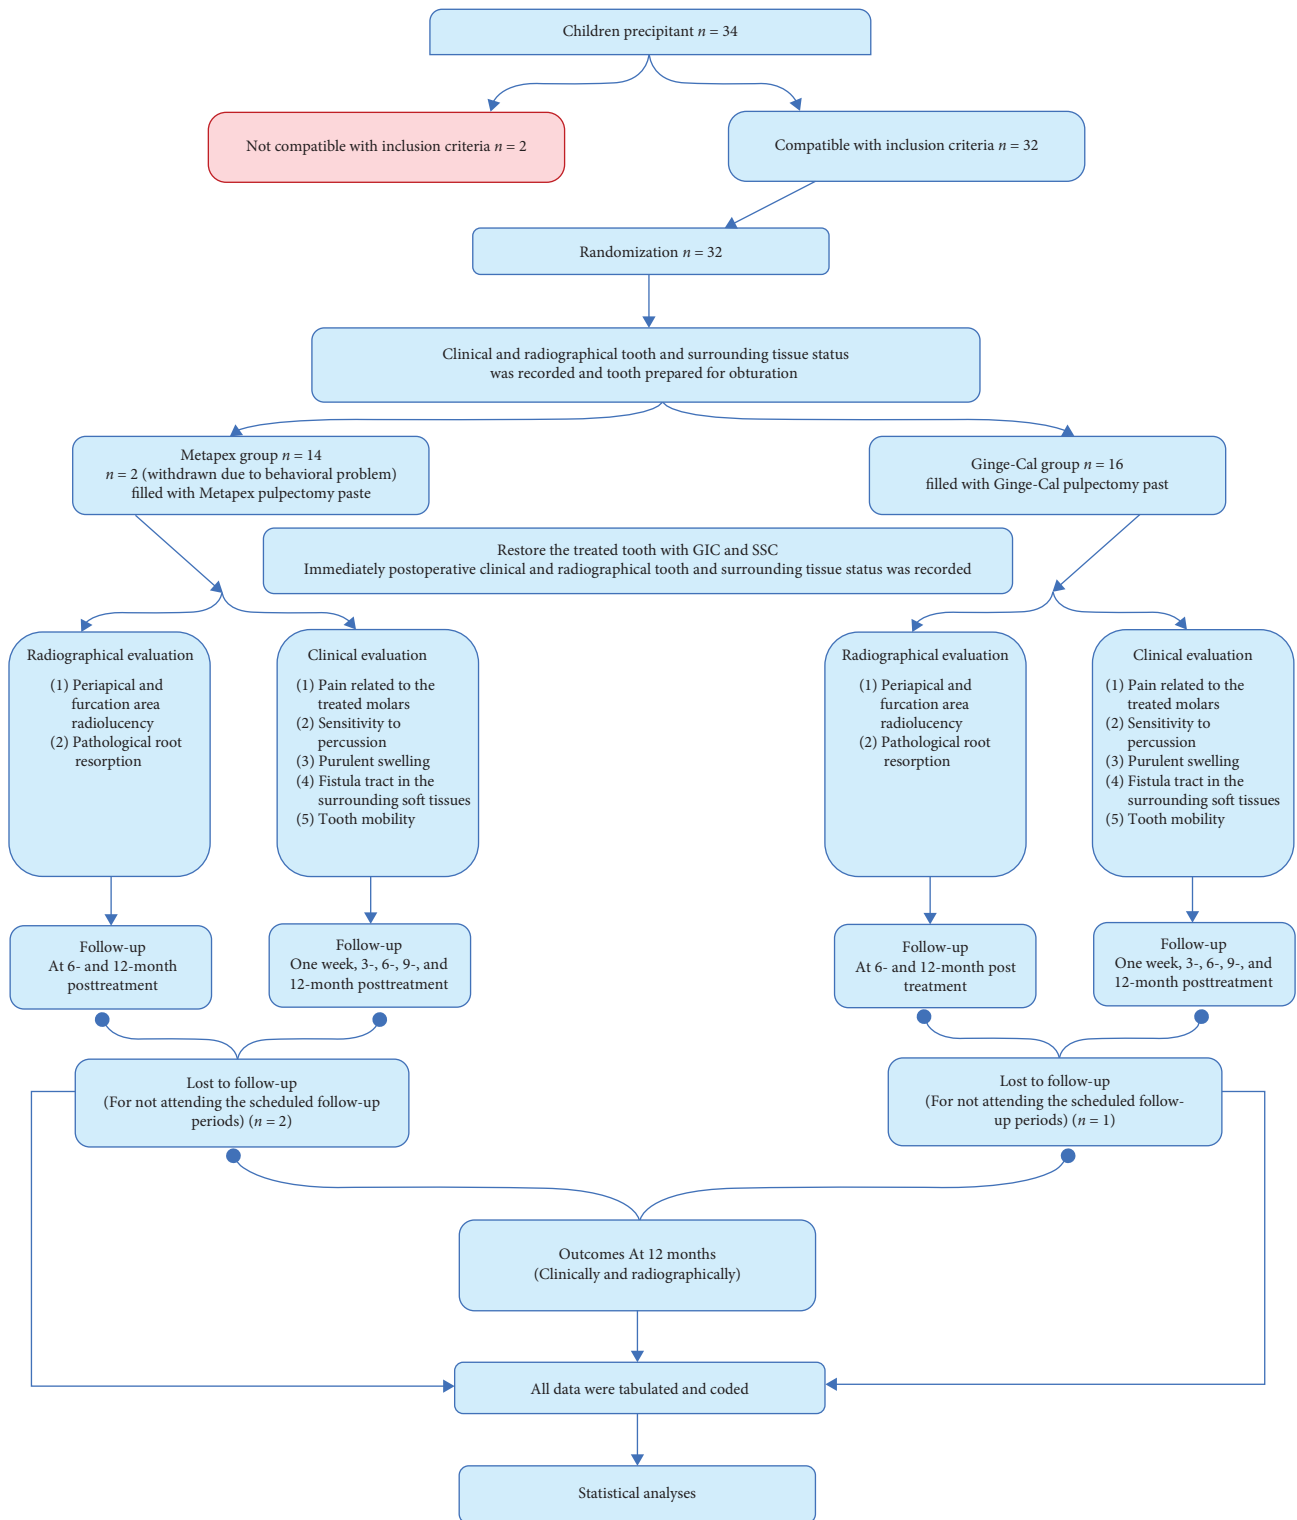 Children precipitant n = 34
Not compatible with inclusion criteria n = 2
Compatible with inclusion criteria n = 32
Randomization n = 32
Clinical and radiographical tooth and surrounding tissue status
was recorded and tooth prepared for obturation
Metapex group n = 14
n = 2 (withdrawn due to behavioral problem)
filled with Metapex pulpectomy paste
Ginge-Cal group n = 16
filled with Ginge-Cal pulpectomy past
Restore the treated tooth with GIC and SSC
Immediately postoperative clinical and radiographical tooth and surrounding tissue status was recorded
Radiographical evaluation
(1) Periapical and
furcation area
radiolucency
(2) Pathological root
resorption
Clinical evaluation
(1) Pain related to the
treated molars
(2) Sensitivity to
percussion
(3) Purulent swelling
(4) Fistula tract in the
surrounding soft tissues
(5) Tooth mobility
Radiographical evaluation
(1) Periapical and
furcation area
radiolucency
(2) Pathological root
resorption
Clinical evaluation
(1) Pain related to the
treated molars
(2) Sensitivity to
percussion
(3) Purulent swelling
(4) Fistula tract in the
surrounding soft tissues
(5) Tooth mobility
Follow-up
At 6- and 12-month
posttreatment
Follow-up
One week, 3-, 6-, 9-, and
12-month posttreatment
Follow-up
At 6- and 12-month post
treatment
Follow-up
One week, 3-, 6-, 9-, and
12-month posttreatment
Lost to follow-up
(For not attending the scheduled follow-up
periods) (n = 2)
Lost to follow-up
(For not attending the scheduled follow-
up periods) (n = 1)
Outcomes At 12 months
(Clinically and radiographically)
All data were tabulated and coded
Statistical analyses